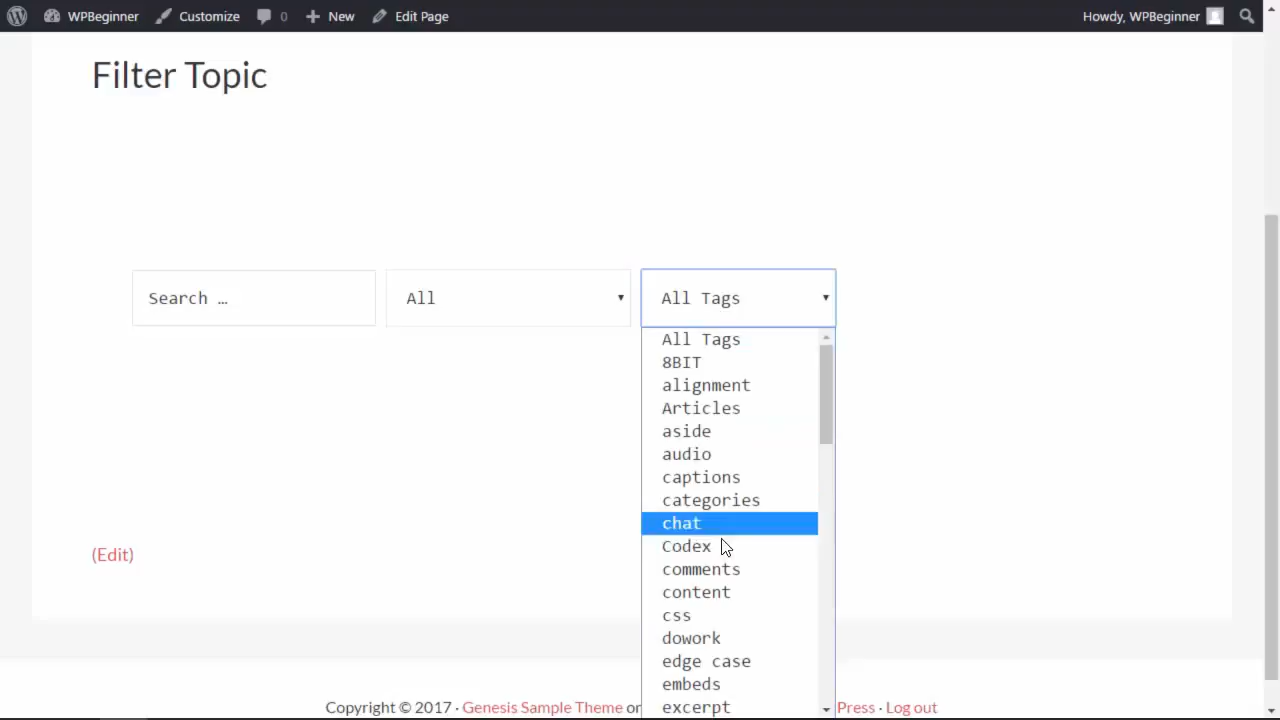 WPBeginner Customize 0 New Edit Page Howdy, WPBeginner
Filter Topic
Search … All All Tags
All Tags
8BIT
alignment
Articles
aside
audio
captions
categories
chat
Codex
comments
content
css
dowork
edge case
embeds
excerpt
(Edit)
Copyright © 2017 · Genesis Sample Theme Press · Log out